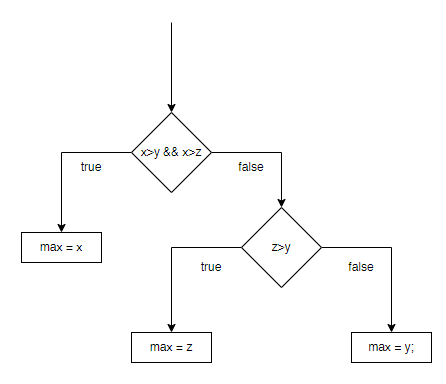 x>y && x>z
true
false
max = x
z>y
true
false
max = z
max = y;